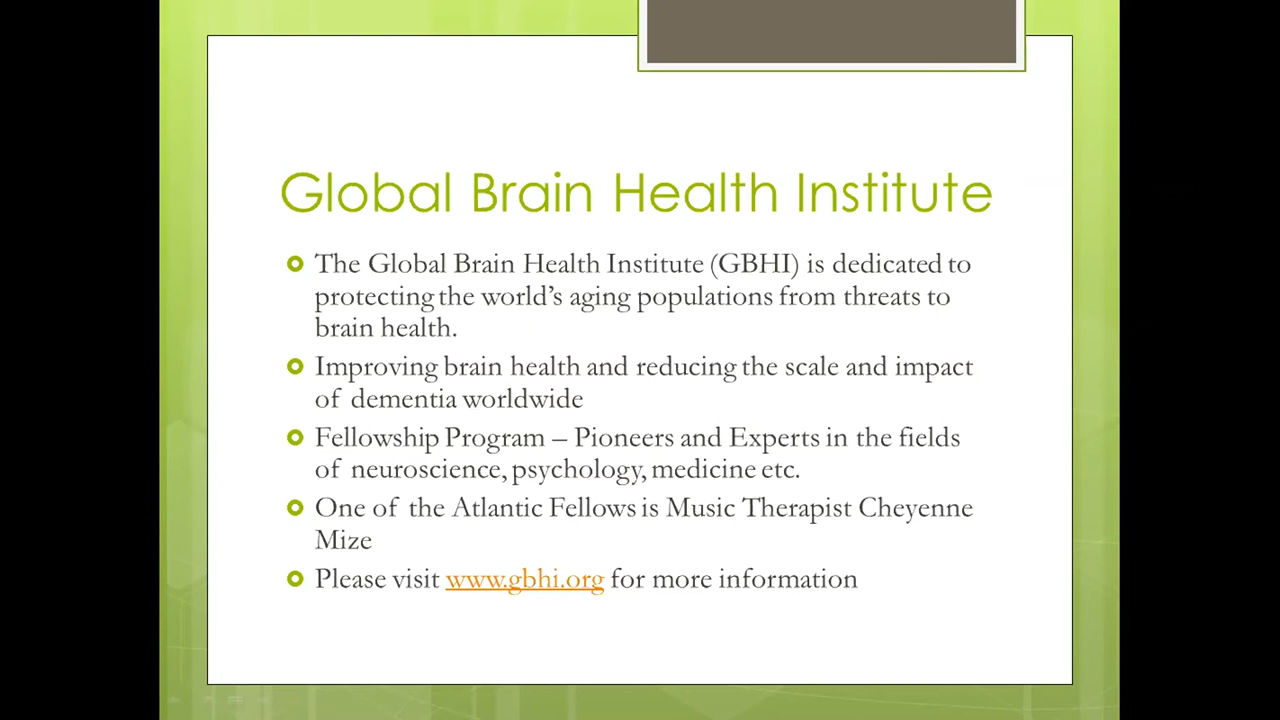 Global Brain Health Institute
The Global Brain Health Institute (GBHI) is dedicated to
protecting the world's aging populations from threats to
brain health.
Improving brain health and reducing the scale and impact
of dementia worldwide
Fellowship Program – Pioneers and Experts in the fields
of neuroscience, psychology, medicine etc.
One of the Atlantic Fellows is Music Therapist Cheyenne
Mize
Please visit www.gbhi.org for more information